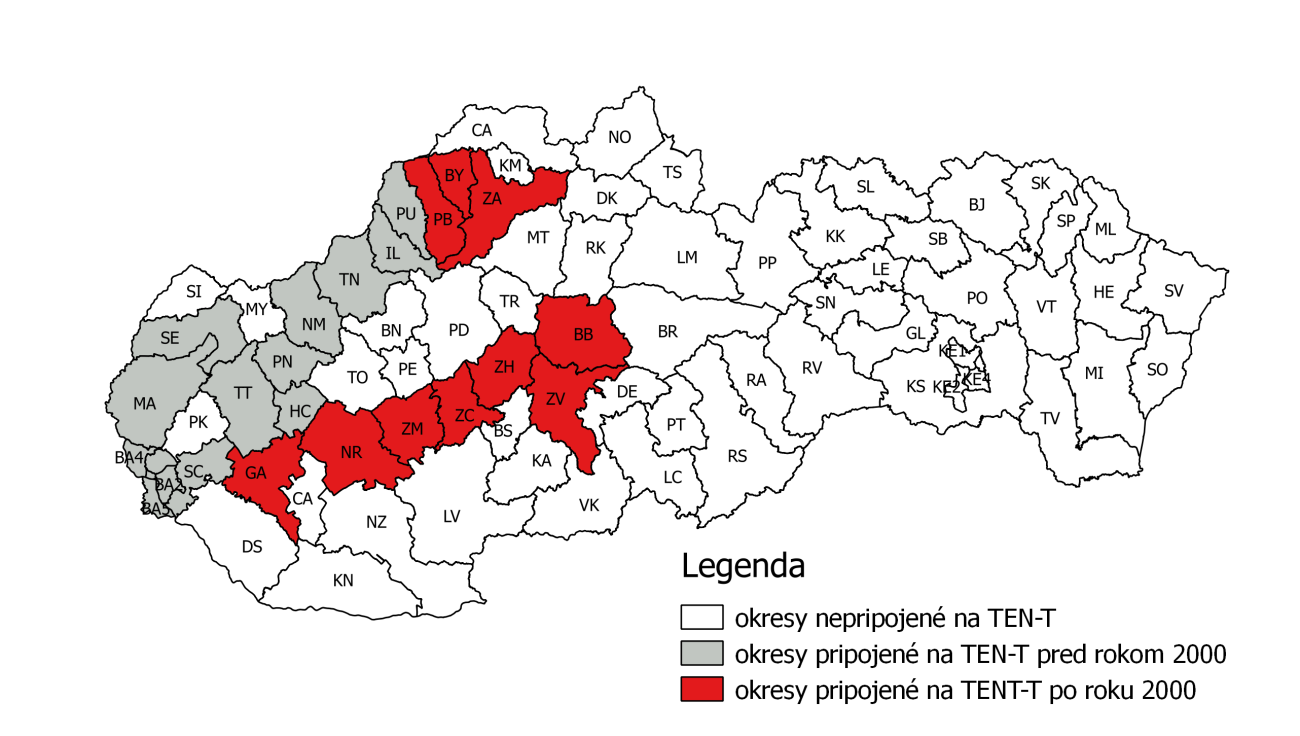 CA
NO
KM
TS
BY
ZA
DK
PU
PB
SL
SK
BJ
SP
ML
IL
MT
RK
KK
SB
LM
PP
LE
TN
SI
MY
TR
SN
PO
VT
HE
SV
NM
BN
PD
BB
BR
GL
SE
PN
TO
PE
ZH
RA
RV
KE1
KS
KE2
KE4
MI
SO
TT
MA
HC
ZV
DE
ZC
ZM
BS
PT
TV
PK
BA4
SC
GA
NR
KA
RS
BA2
CA
LC
BA5
NZ
LV
VK
DS
KN
Legenda
okresy nepripojené na TEN-T
okresy pripojené na TEN-T pred rokom 2000
okresy pripojené na TENT-T po roku 2000